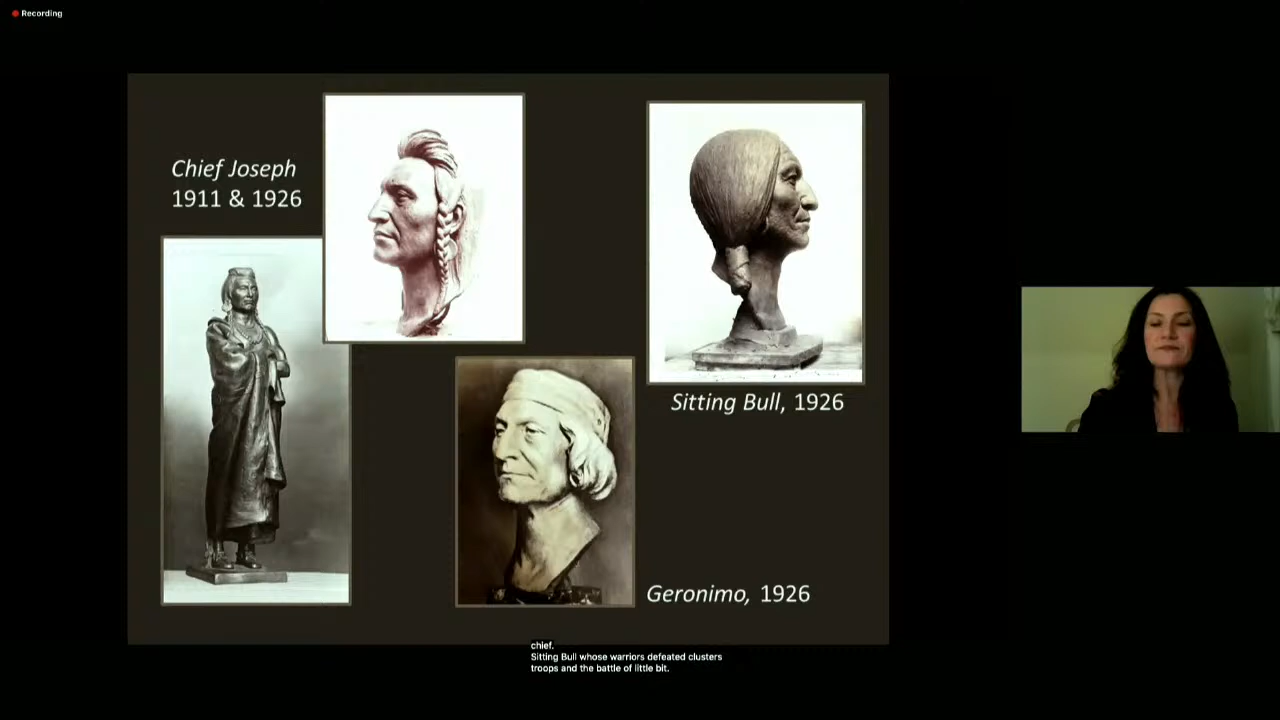 Recording
Chief Joseph
1911 & 1926
Sitting Bull, 1926
Geronimo, 1926
chief.
Sitting Bull whose warriors defeated clusters
troops and the battle of little bit.